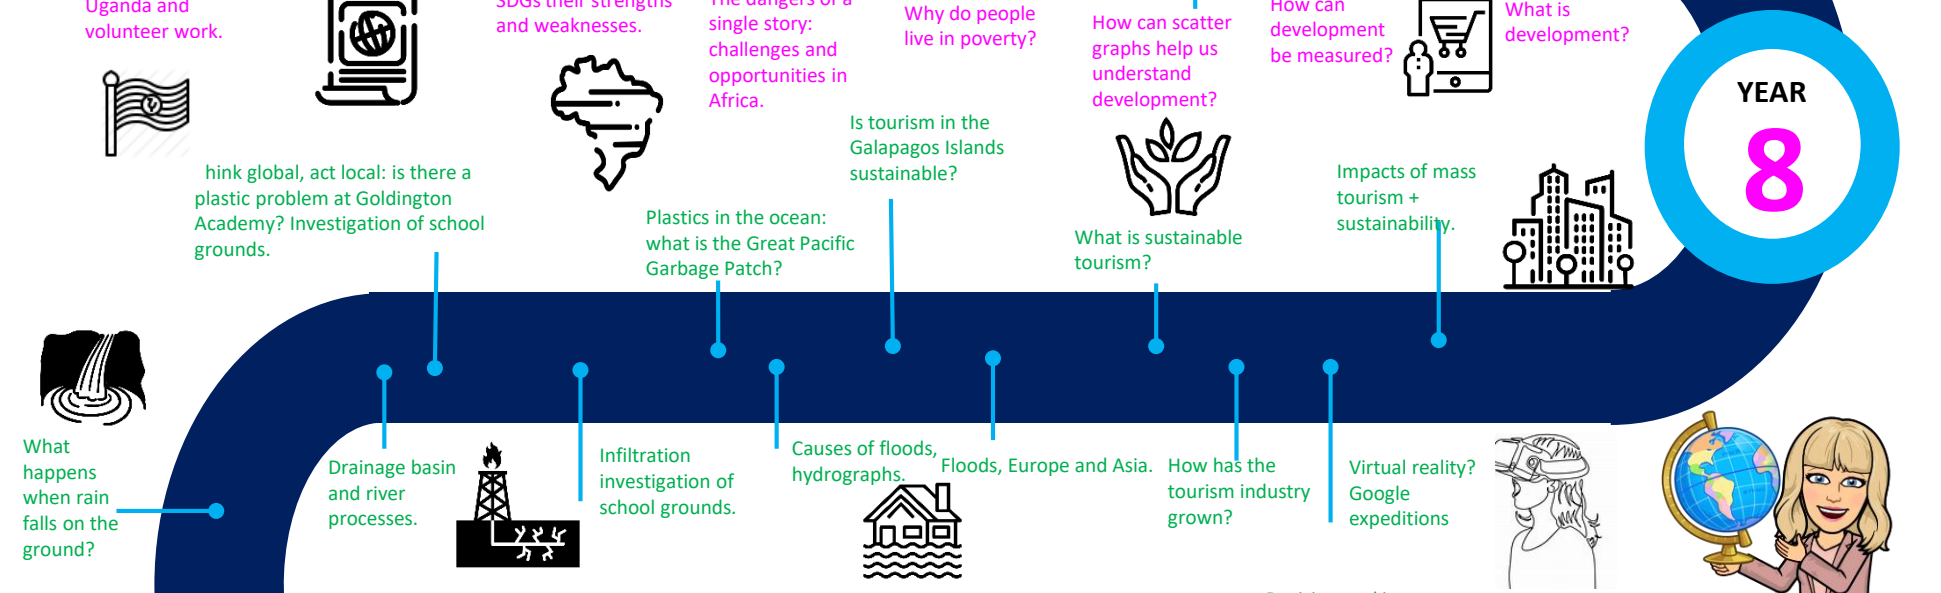 Uganda and
volunteer work.
SDGs their strengths
and weaknesses.
The dangers of a
single story:
challenges and
opportunities in
Africa.
Why do people
live in poverty?
How can scatter
graphs help us
understand
development?
How can
development
be measured?
What is
development?
YEAR
8
hink global, act local: is there a
plastic problem at Goldington
Academy? Investigation of school
grounds.
Plastics in the ocean:
what is the Great Pacific
Garbage Patch?
Is tourism in the
Galapagos Islands
sustainable?
What is sustainable
tourism?
Impacts of mass
tourism +
sustainability.
What
happens
when rain
falls on the
ground?
Drainage basin
and river
processes.
Infiltration
investigation of
school grounds.
Causes of floods,
hydrographs.
Floods, Europe and Asia.
How has the
tourism industry
grown?
Virtual reality?
Google
expeditions